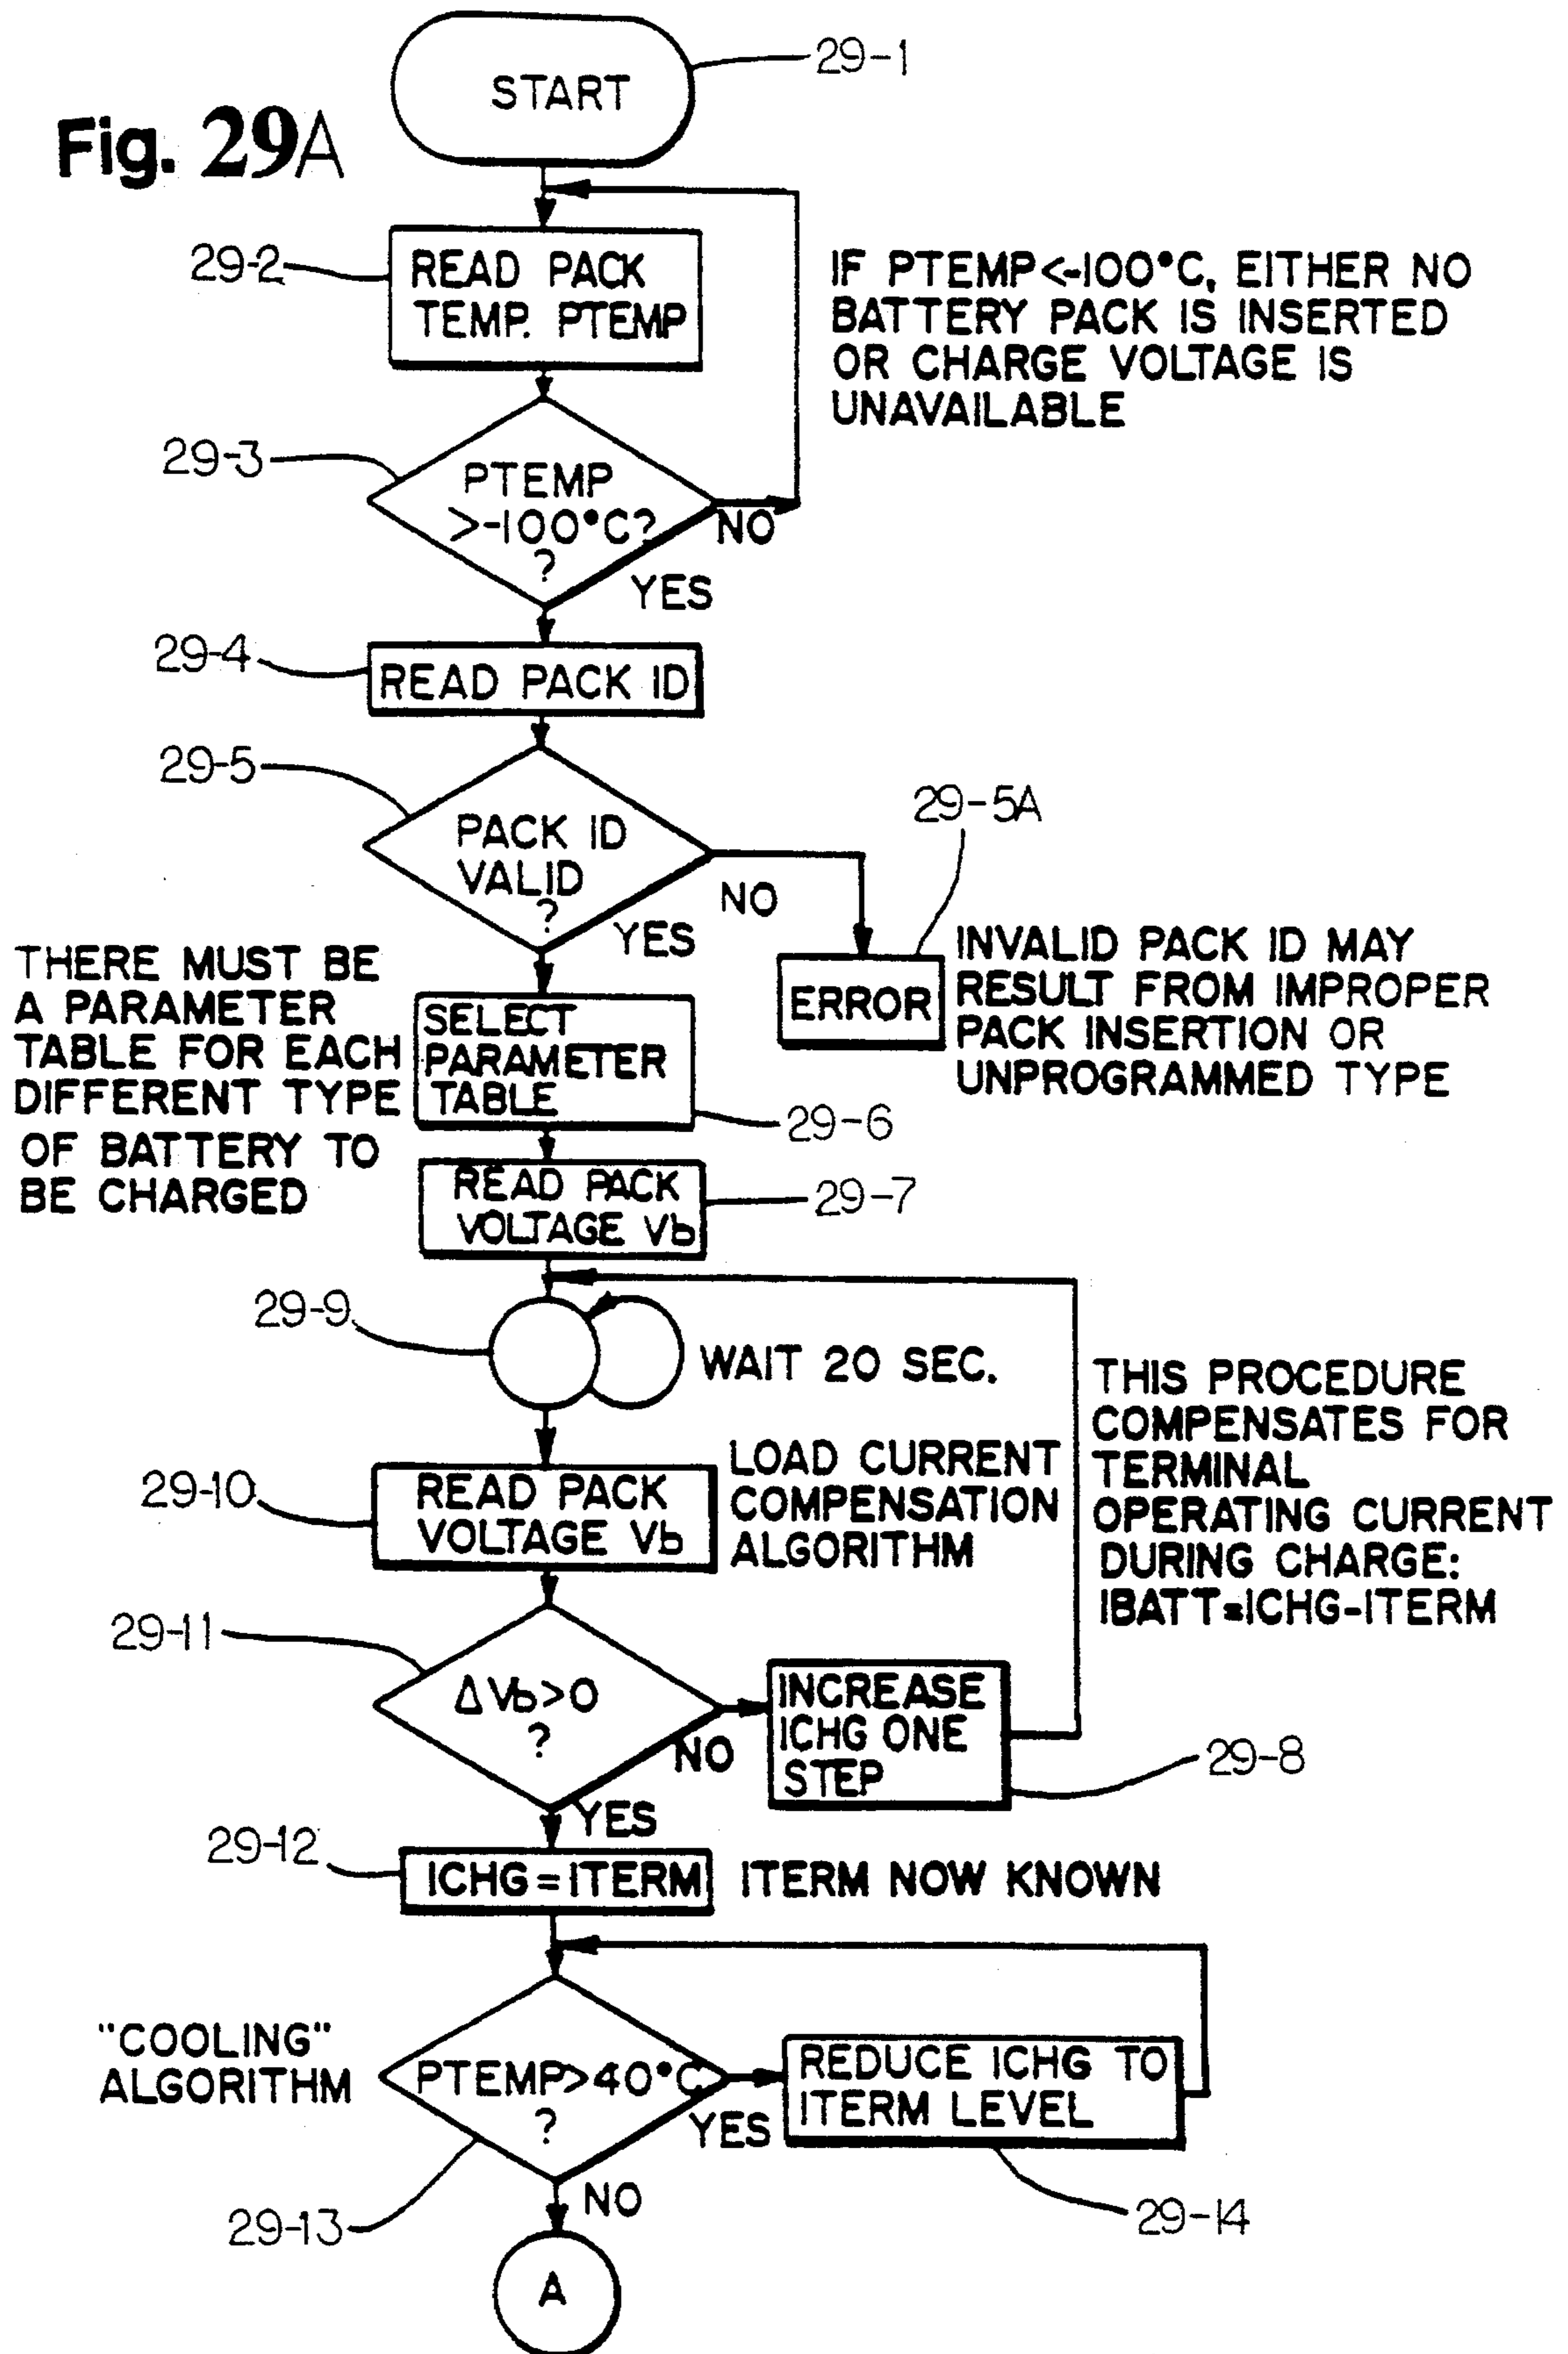 Fig. 29A
START
29-1
29-2
READ PACK
TEMP. PTEMP
IF PTEMP<-100°C, EITHER NO
BATTERY PACK IS INSERTED
OR CHARGE VOLTAGE IS
UNAVAILABLE
29-3
PTEMP
>-100°C?
?
NO
YES
29-4
READ PACK ID
29-5
PACK ID
VALID
?
NO
YES
29-5A
ERROR
INVALID PACK ID MAY
RESULT FROM IMPROPER
PACK INSERTION OR
UNPROGRAMMED TYPE
THERE MUST BE
A PARAMETER
TABLE FOR EACH
DIFFERENT TYPE
OF BATTERY TO
BE CHARGED
SELECT
PARAMETER
TABLE
29-6
READ PACK
VOLTAGE Vb
29-7
29-9
WAIT 20 SEC.
THIS PROCEDURE
COMPENSATES FOR
TERMINAL
OPERATING CURRENT
DURING CHARGE:
IBATT=ICHG-ITERM
29-10
READ PACK
VOLTAGE Vb
LOAD CURRENT
COMPENSATION
ALGORITHM
29-11
ΔVb>0
?
NO
INCREASE
ICHG ONE
STEP
29-8
YES
29-12
ICHG=ITERM
ITERM NOW KNOWN
"COOLING"
ALGORITHM
PTEMP>40°C
?
YES
REDUCE ICHG TO
ITERM LEVEL
NO
29-13
29-14
A